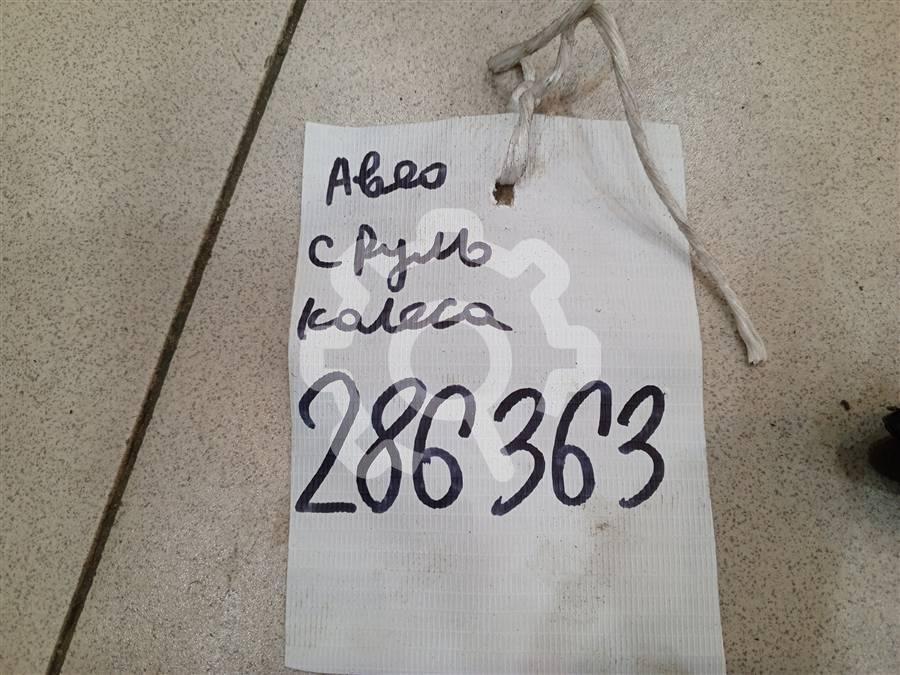 Авео
с руль
колеса
286363